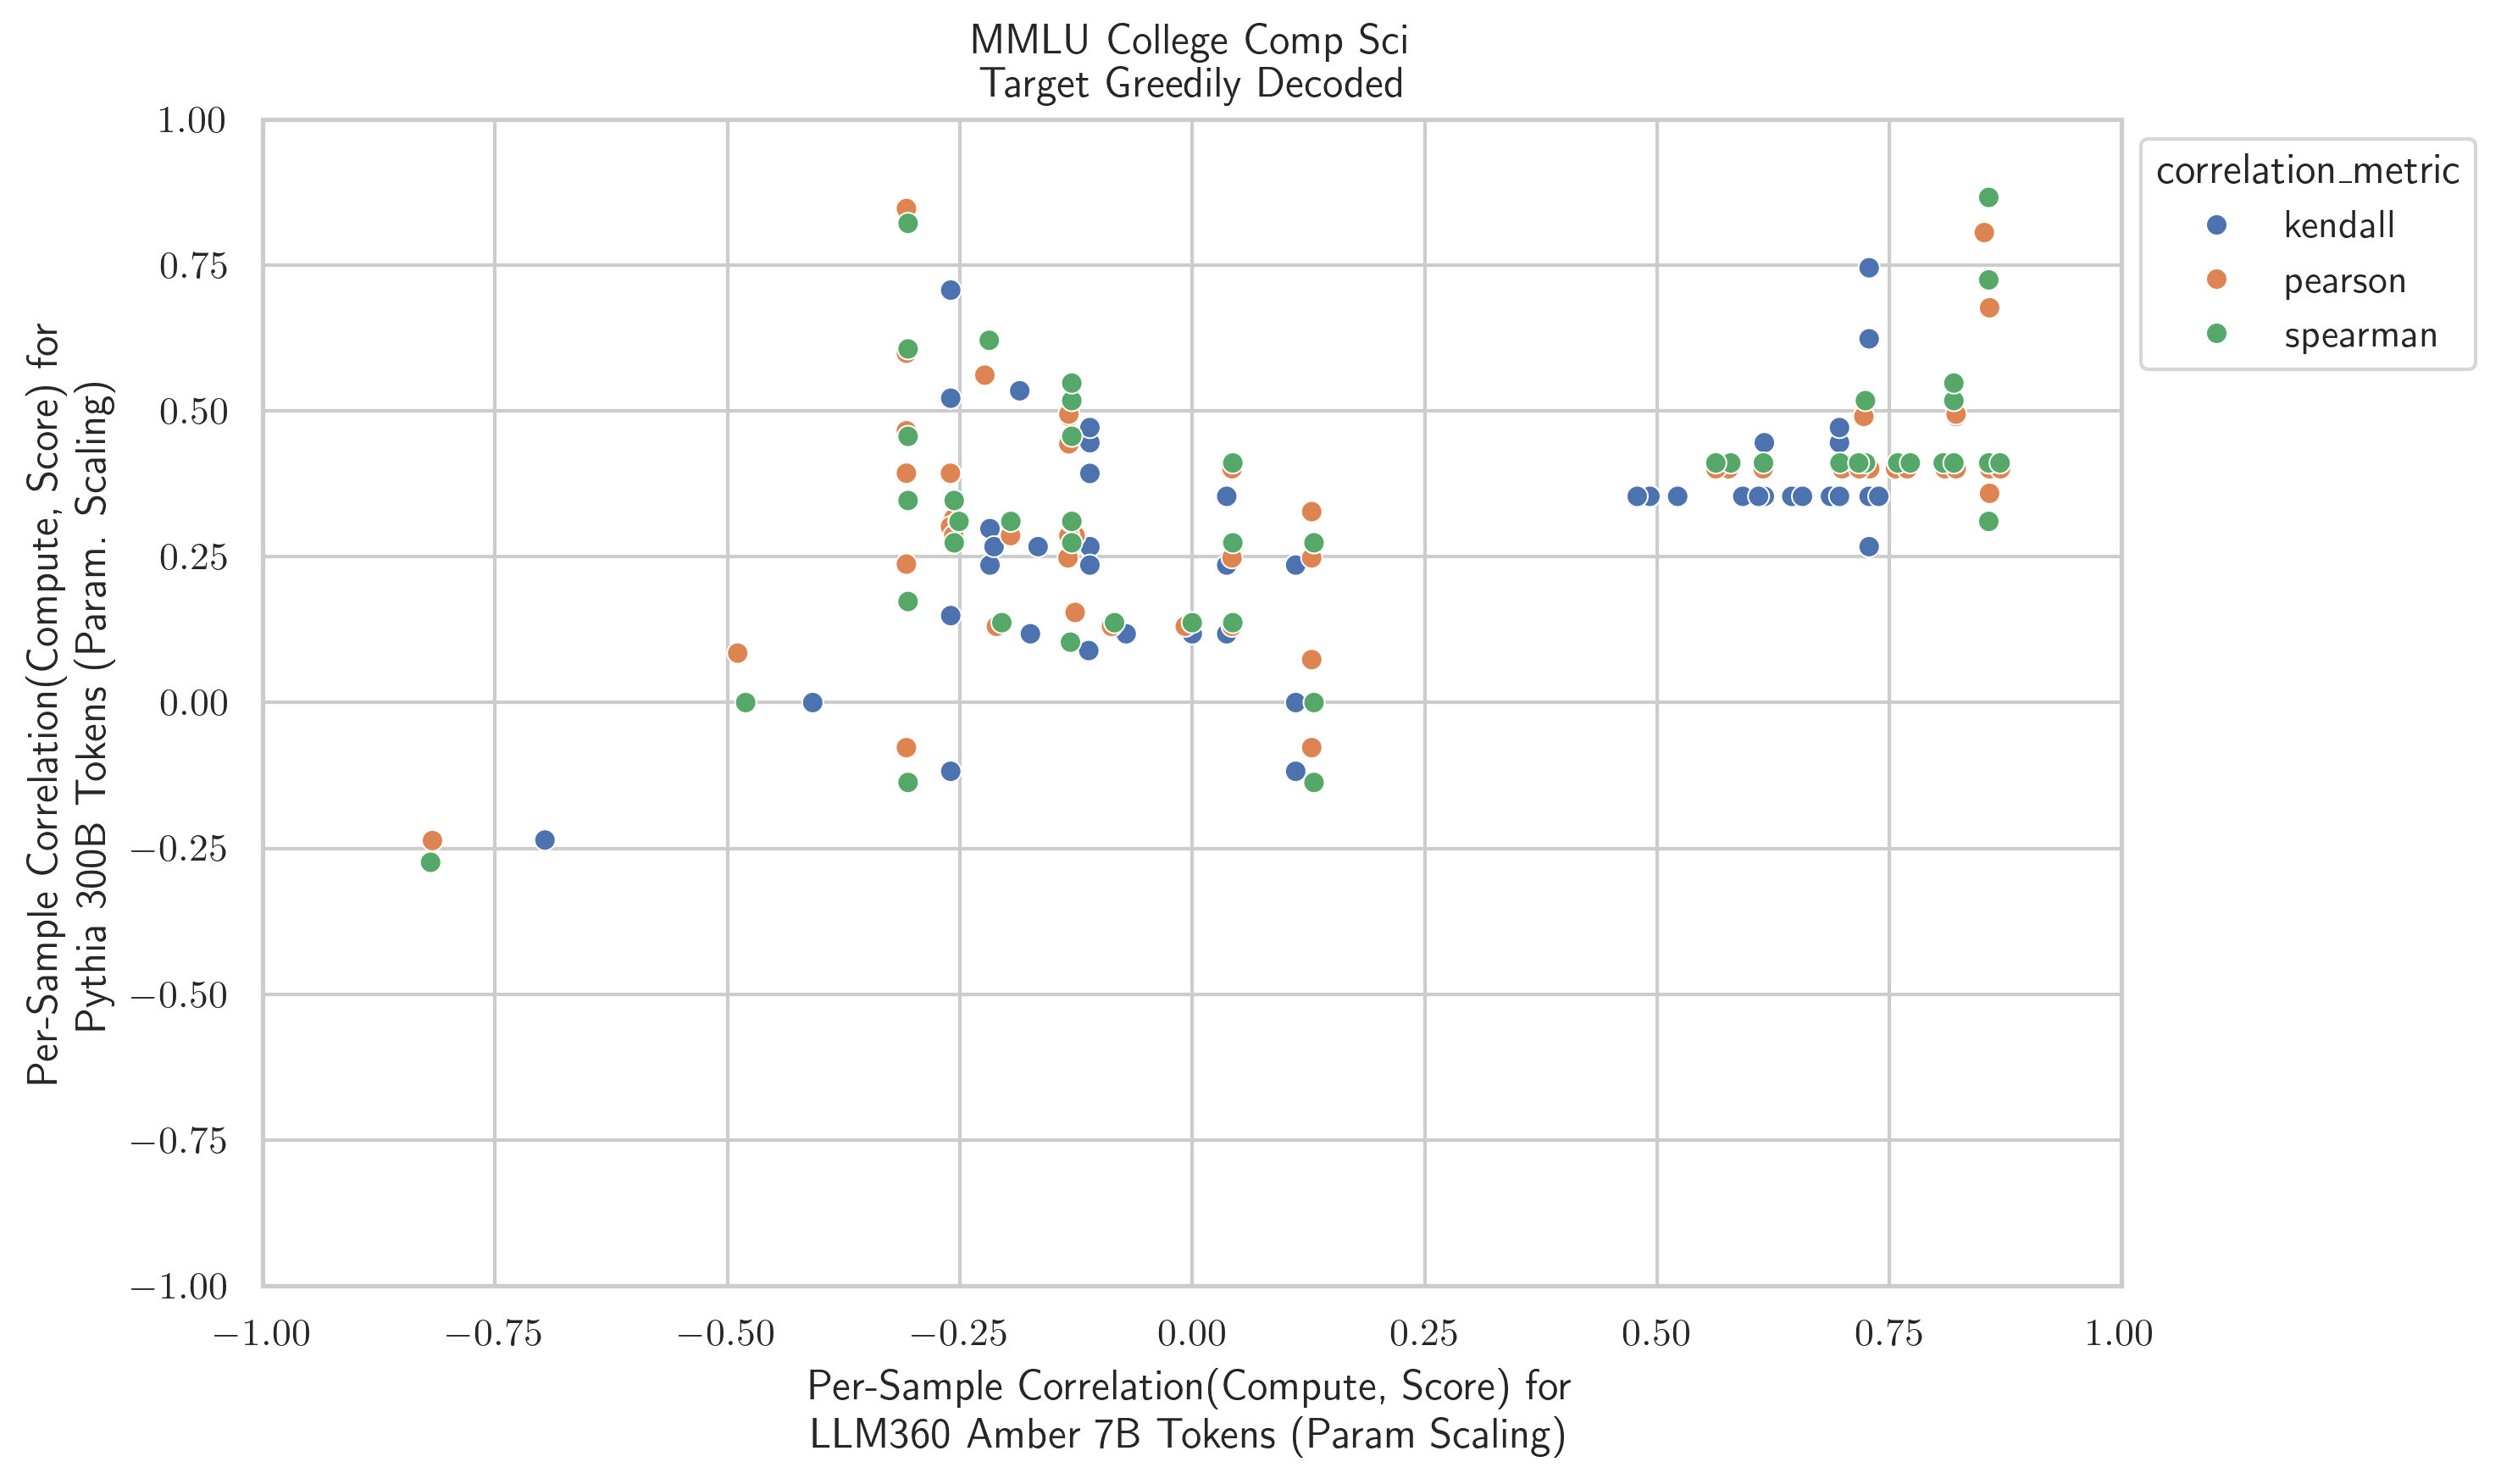 MMLU College Comp Sci
Target Greedily Decoded
1.00
0.75
0.50
0.25
0.00
−0.25
−0.50
−0.75
−1.00
Per-Sample Correlation(Compute, Score) for
Pythia 300B Tokens (Param. Scaling)
−1.00
−0.75
−0.50
−0.25
0.00
0.25
0.50
0.75
1.00
Per-Sample Correlation(Compute, Score) for
LLM360 Amber 7B Tokens (Param Scaling)
correlation_metric
kendall
pearson
spearman